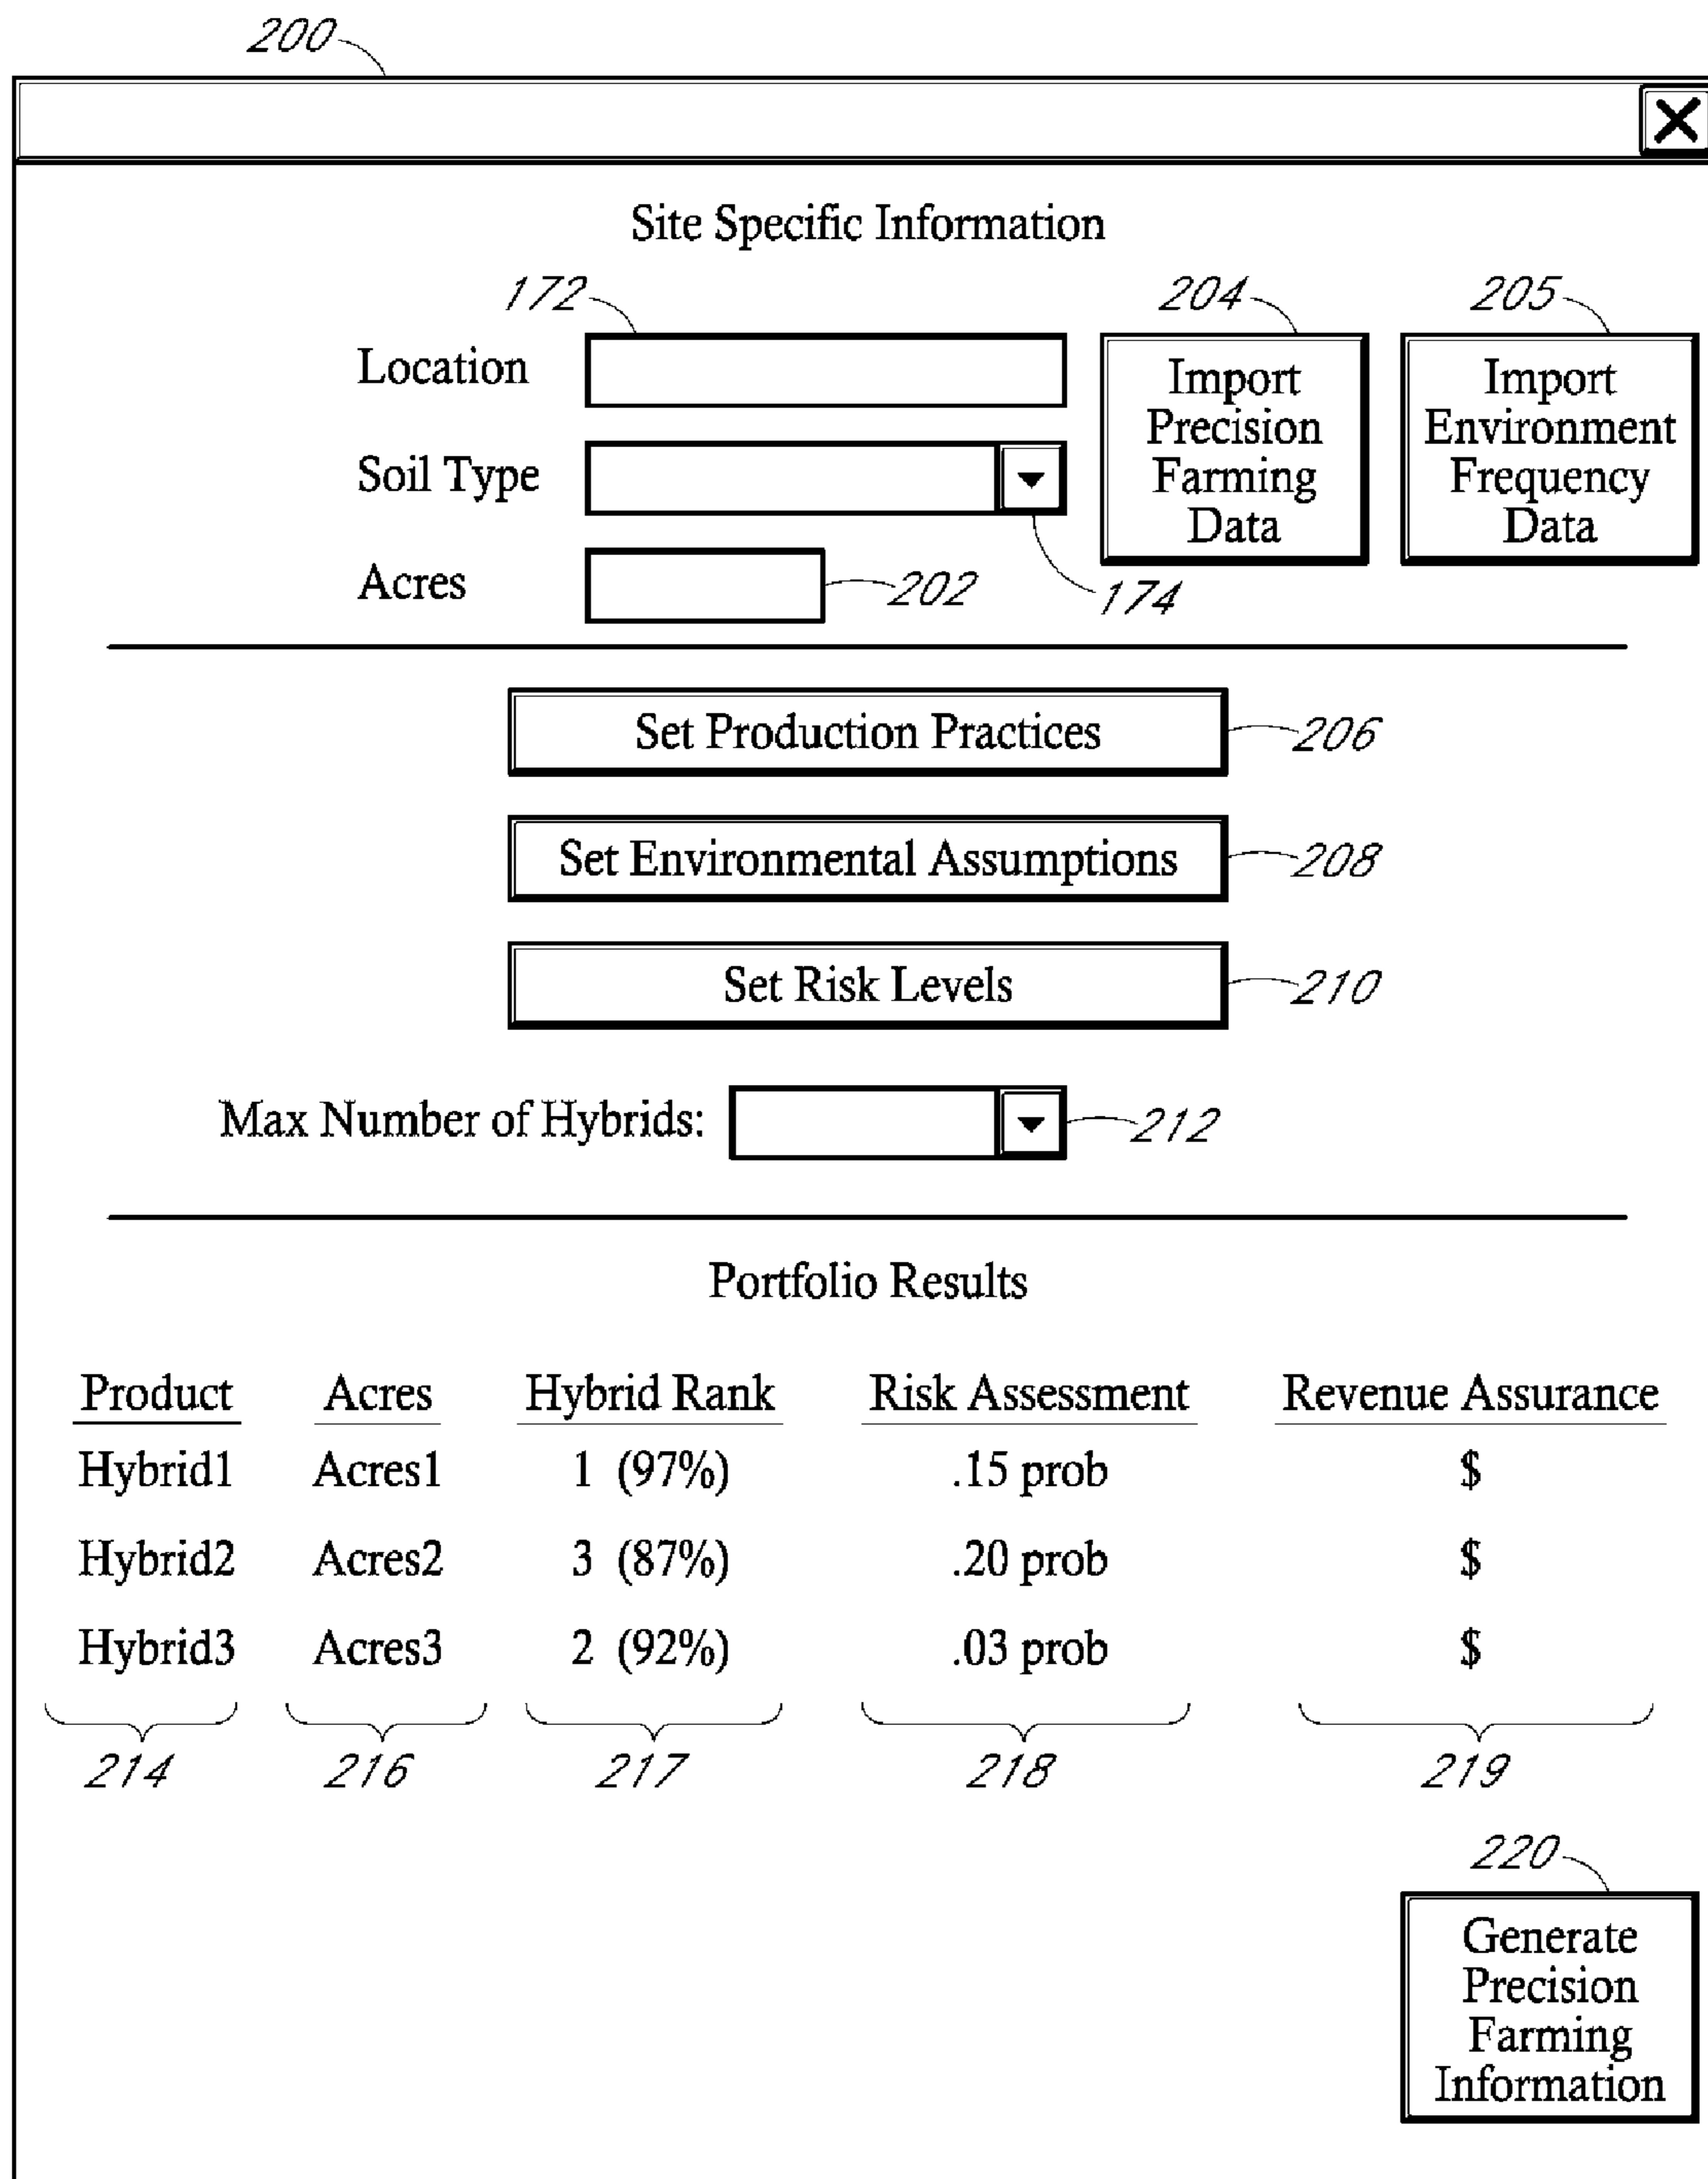 200
Site Specific Information
172
204
205
Location
Import
Precision
Farming
Data
Import
Environment
Frequency
Data
Soil Type
174
Acres
202
Set Production Practices
206
Set Environmental Assumptions
208
Set Risk Levels
210
Max Number of Hybrids:
212
Portfolio Results
Product Acres Hybrid Rank Risk Assessment Revenue Assurance
Hybrid1 Acres1 1 (97%) .15 prob $
Hybrid2 Acres2 3 (87%) .20 prob $
Hybrid3 Acres3 2 (92%) .03 prob $
214 216 217 218 219
220
Generate
Precision
Farming
Information